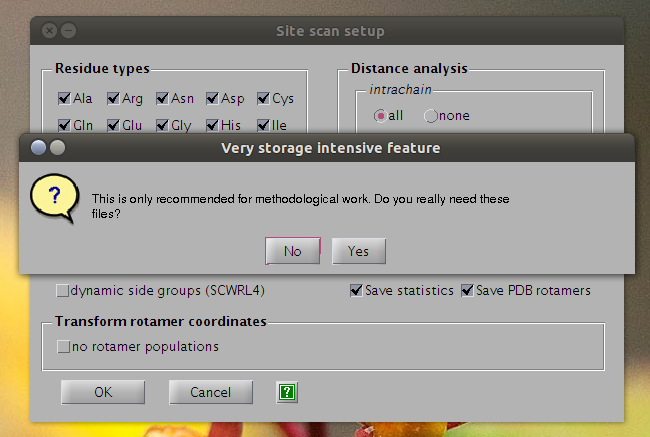 Site scan setup
Residue types
Distance analysis
intrachain
Ala Arg Asn Asp Cys
all none
Gln Glu Gly His Ile
Very storage intensive feature
?
This is only recommended for methodological work. Do you really need these
files?
No Yes
dynamic side groups (SCWRL4)
Save statistics Save PDB rotamers
Transform rotamer coordinates
no rotamer populations
OK Cancel ?